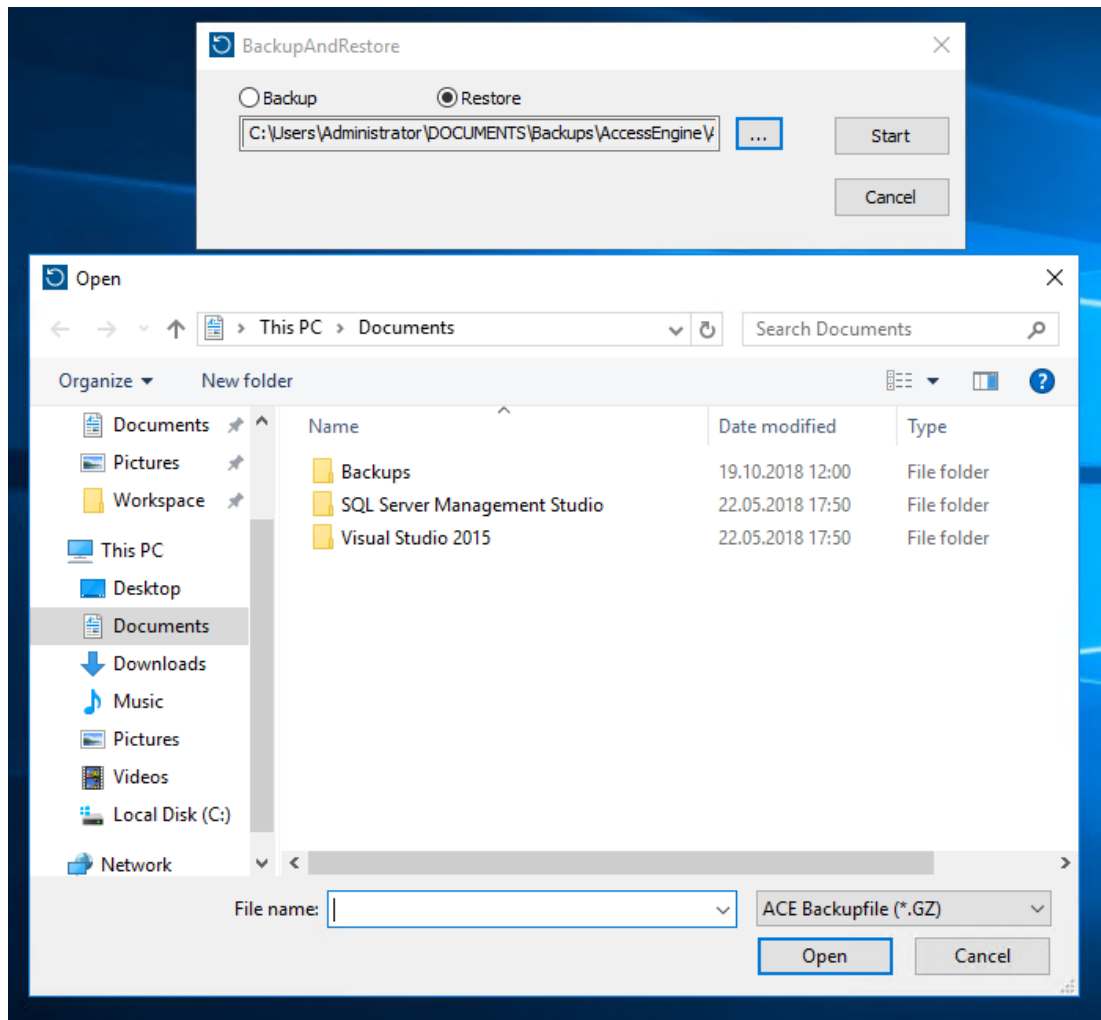 BackupAndRestore
Backup Restore
C:\Users\Administrator\DOCUMENTS\Backups\AccessEngine\ ... Start
Cancel
Open
This PC > Documents Search Documents
Organize New folder ?
Documents Name Date modified Type
Pictures Backups 19.10.2018 12:00 File folder
Workspace SQL Server Management Studio 22.05.2018 17:50 File folder
This PC Visual Studio 2015 22.05.2018 17:50 File folder
Desktop
Documents
Downloads
Music
Pictures
Videos
Local Disk (C:)
Network
File name: ACE Backupfile (*.GZ)
Open Cancel